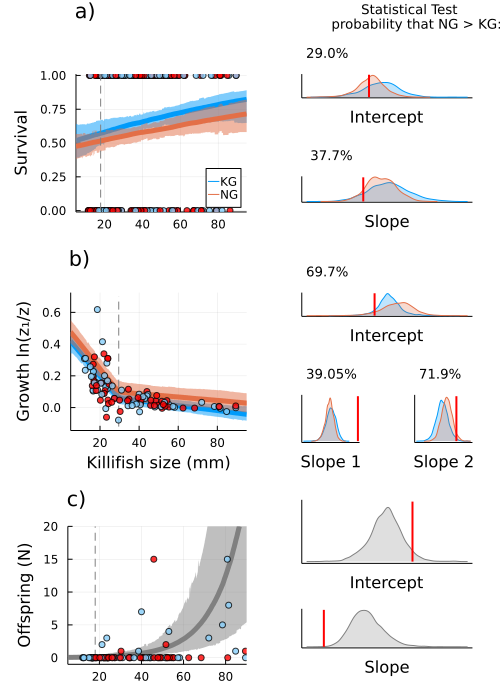 a)
Statistical Test
probability that NG > KG:
29.0%
1.00
0.75
0.50
0.25
0.00
Survival
KG
NG
20 40 60 80
Intercept
37.7%
Slope
b)
69.7%
0.6
0.4
0.2
0.0
Growth ln(z₁/z)
20 40 60 80
Killifish size (mm)
Intercept
39.05% 71.9%
Slope 1 Slope 2
c)
20
15
10
5
0
Offspring (N)
20 40 60 80
Intercept
Slope